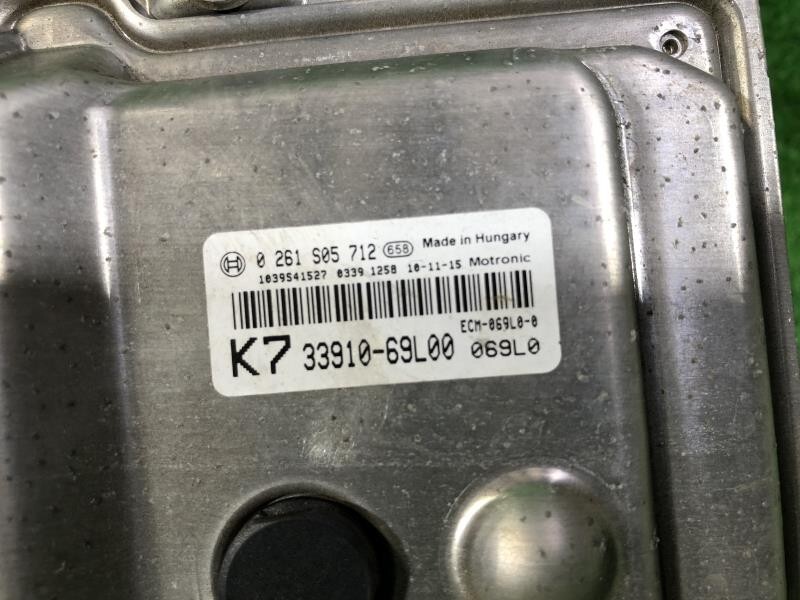 0 261 S05 712 658 Made in Hungary
1039S41527 0339 1258 10-11-15 Motronic
ECM-069L0-0
K7 33910-69L00 069L0